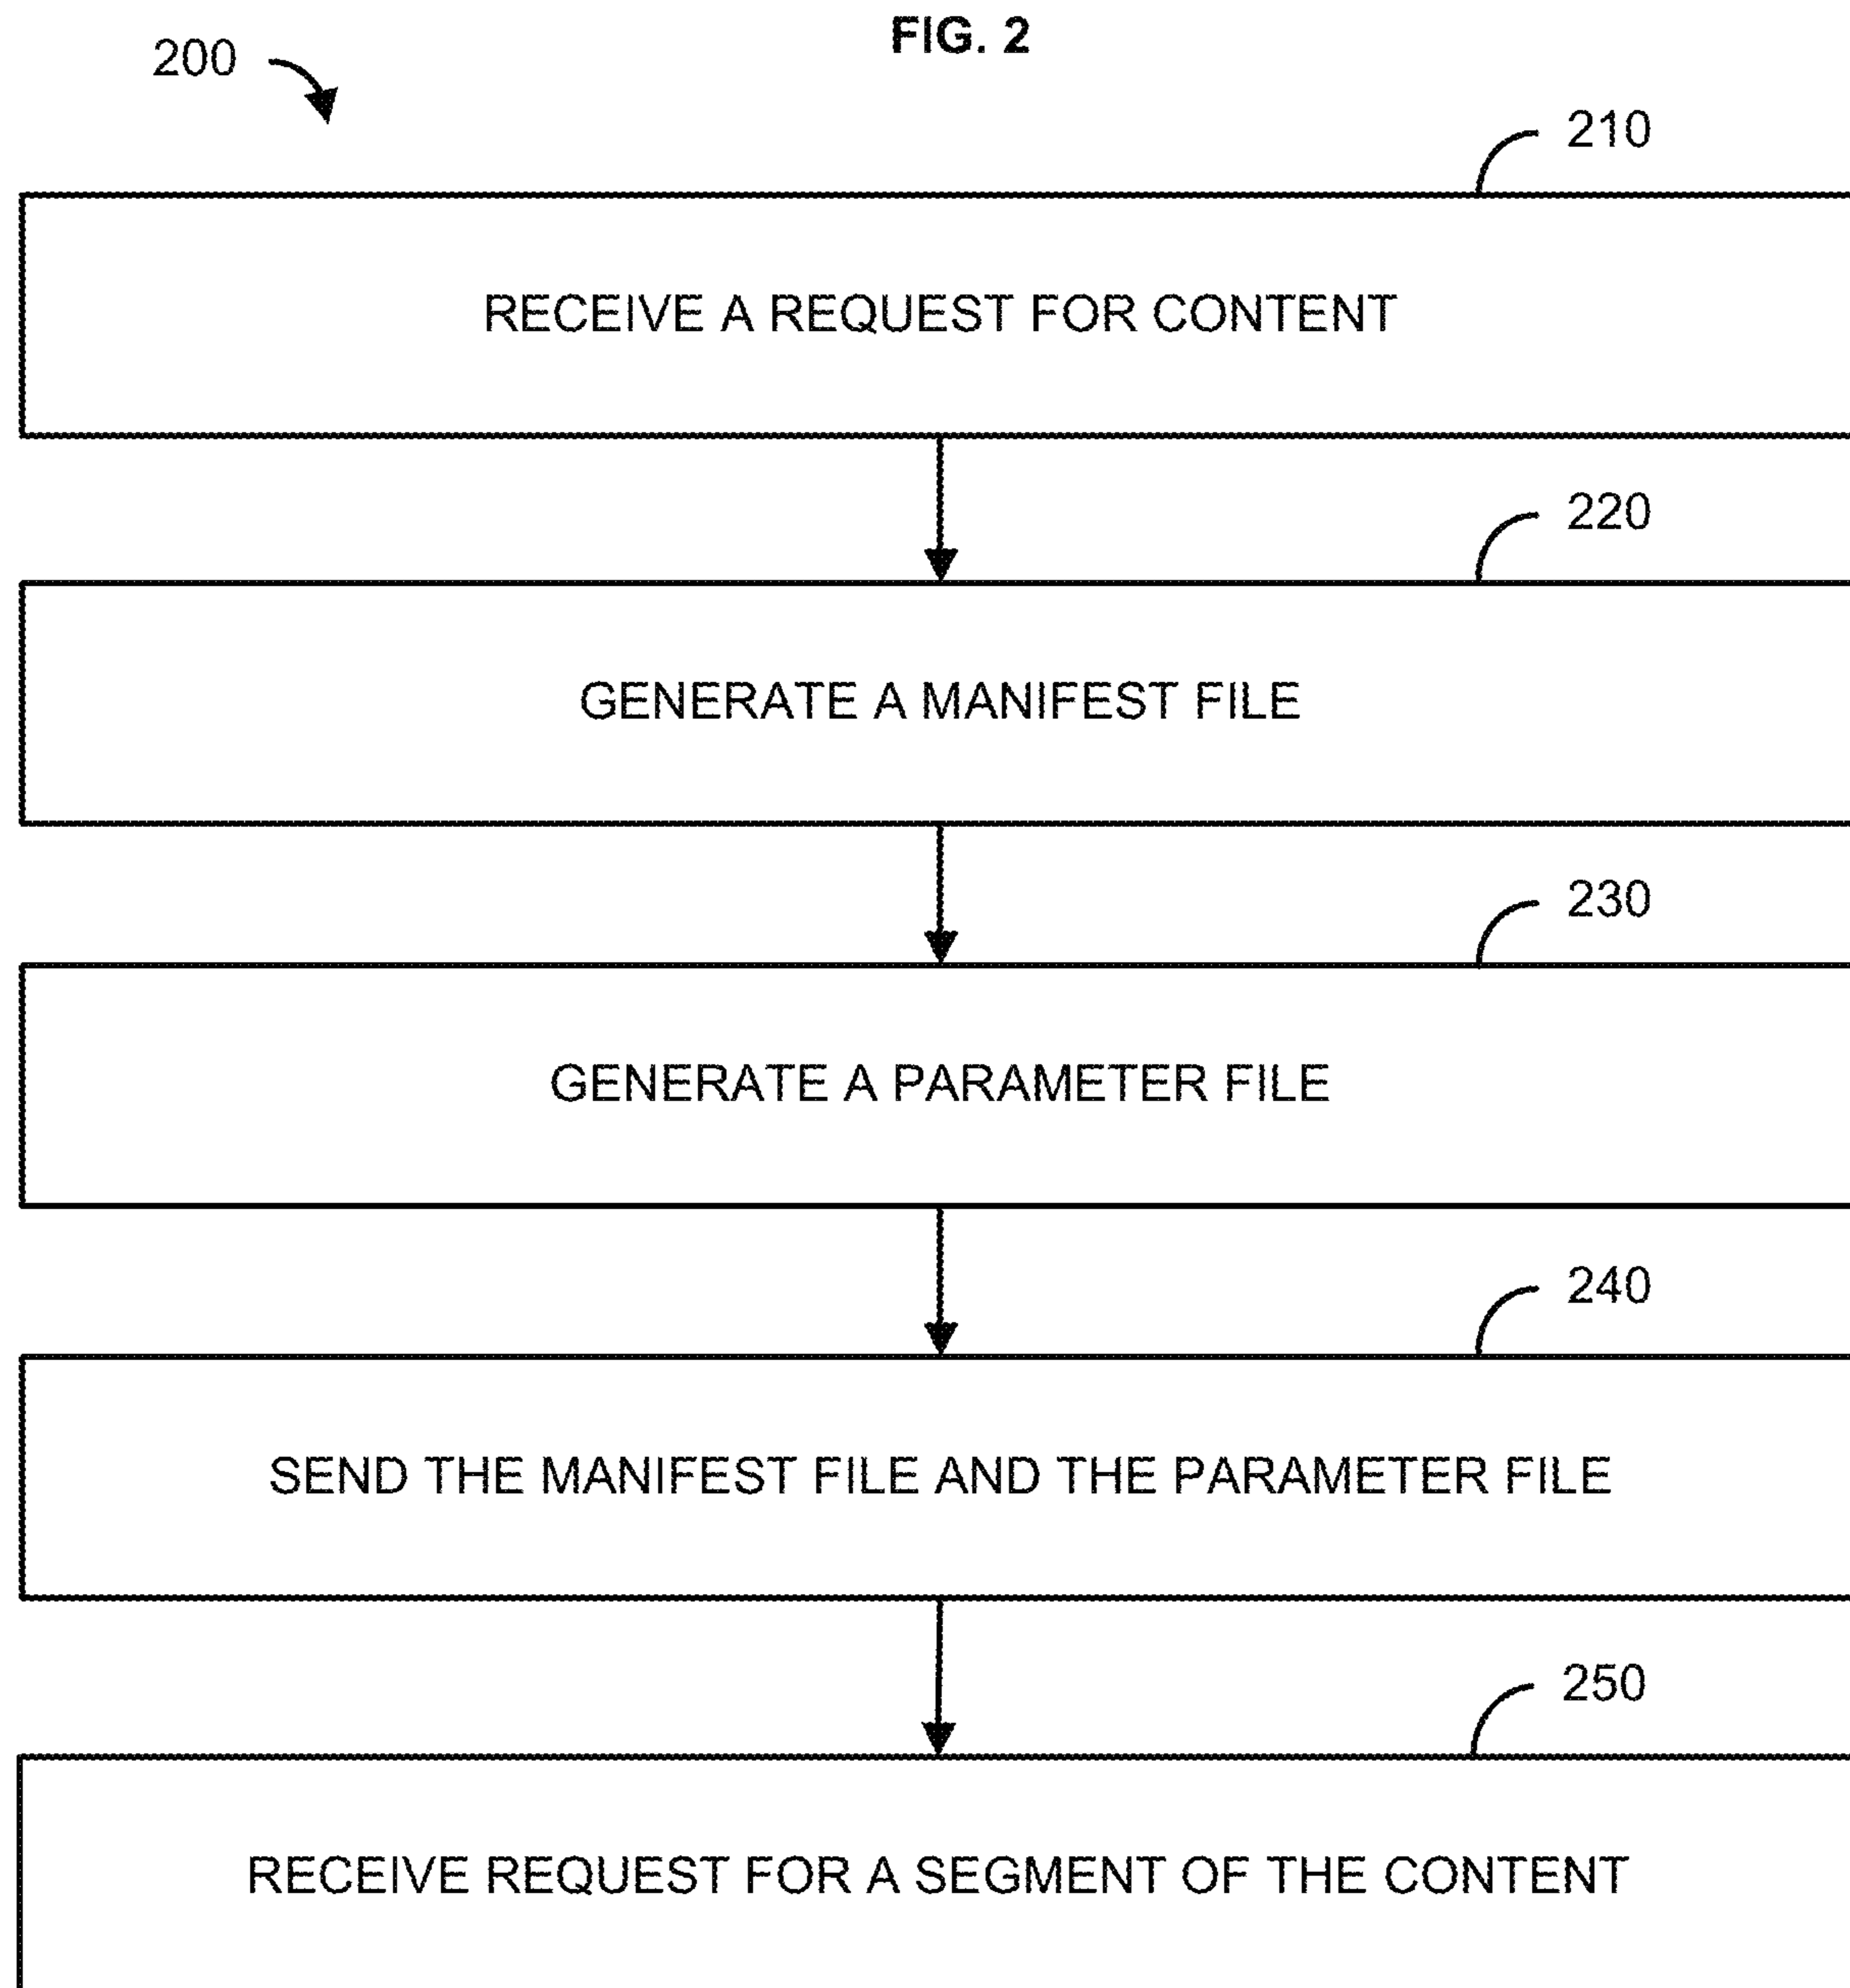 FIG. 2
200
210
RECEIVE A REQUEST FOR CONTENT
220
GENERATE A MANIFEST FILE
230
GENERATE A PARAMETER FILE
240
SEND THE MANIFEST FILE AND THE PARAMETER FILE
250
RECEIVE REQUEST FOR A SEGMENT OF THE CONTENT